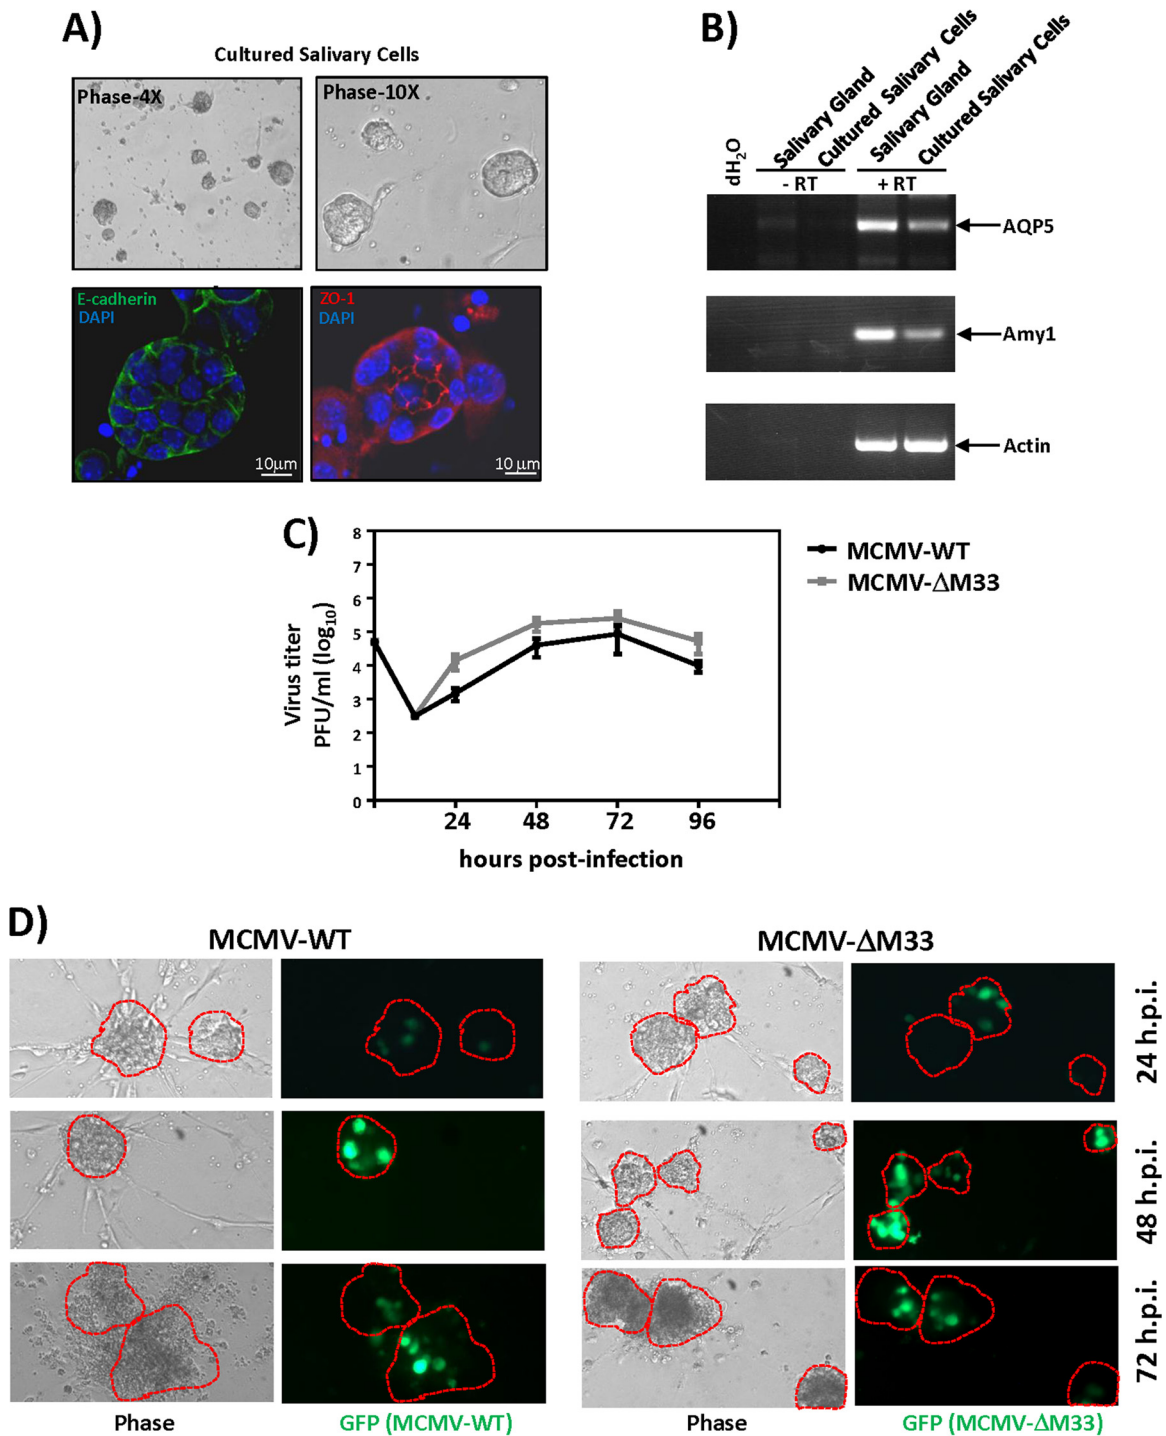 A)
Cultured Salivary Cells
Phase-4X
Phase-10X
E-cadherin
DAPI
ZO-1
DAPI
10µm
10 µm
B)
dH2O
Salivary Gland
Cultured Salivary Cells
Salivary Gland
Cultured Salivary Cells
- RT
+ RT
AQP5
Amy1
Actin
C)
8
7
6
5
4
3
2
1
0
Virus titer
PFU/ml (log10)
24
48
72
96
hours post-infection
MCMV-WT
MCMV-ΔM33
D)
MCMV-WT
MCMV-ΔM33
24 h.p.i.
48 h.p.i.
72 h.p.i.
Phase
GFP (MCMV-WT)
Phase
GFP (MCMV-ΔM33)